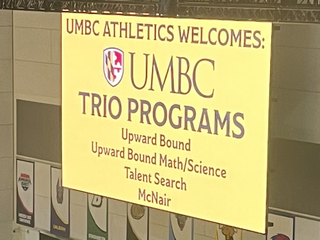 UMBC ATHLETICS WELCOMES:
UMBC
TRIO PROGRAMS
Upward Bound
Upward Bound Math/Science
Talent Search
McNair